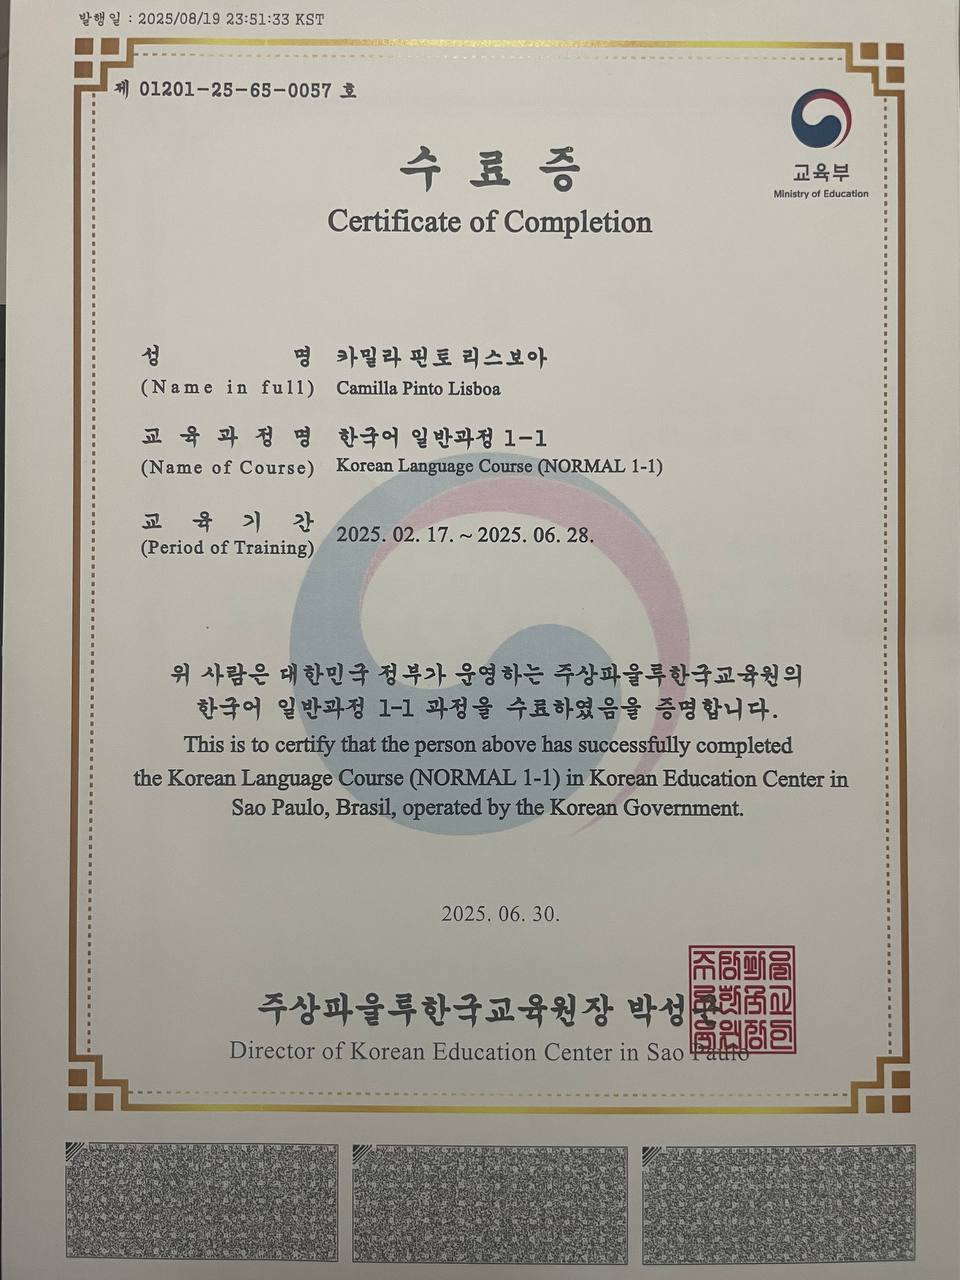 발행일 : 2025/08/19 23:51:33 KST
제 01201-25-65-0057 호
교육부
Ministry of Education
수 료 증
Certificate of Completion
성 명 카밀라 핀토 리스보아
(Name in full) Camilla Pinto Lisboa
교 육 과 정 명 한국어 일반과정 1-1
(Name of Course) Korean Language Course (NORMAL 1-1)
교 육 기 간
(Period of Training) 2025. 02. 17. ~ 2025. 06. 28.
위 사람은 대한민국 정부가 운영하는 주상파울루한국교육원의
한국어 일반과정 1-1 과정을 수료하였음을 증명합니다.
This is to certify that the person above has successfully completed
the Korean Language Course (NORMAL 1-1) in Korean Education Center in
Sao Paulo, Brasil, operated by the Korean Government.
2025. 06. 30.
주상파울루한국교육원장
Director of Korean Education Center in Sao Paulo